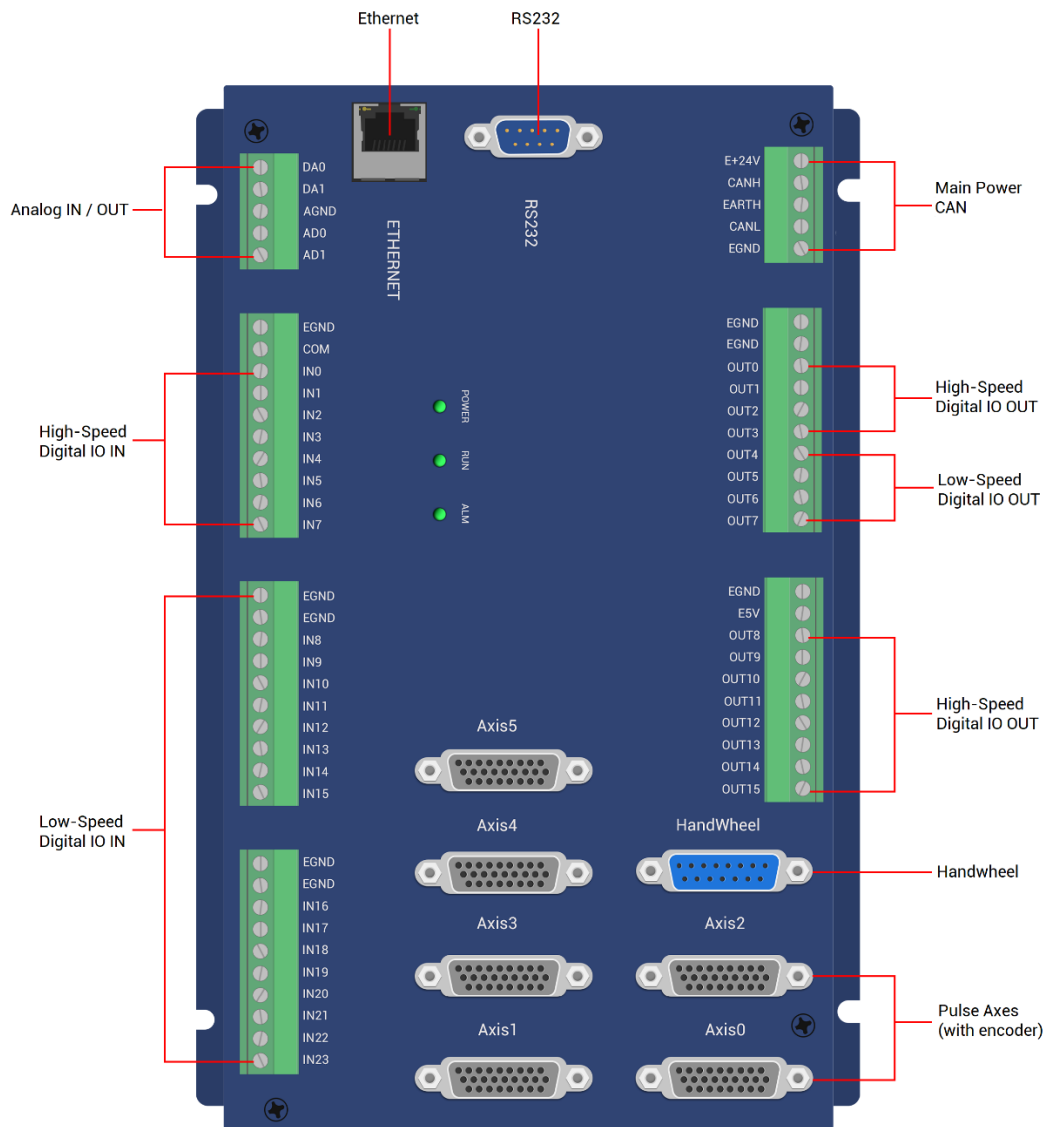 Ethernet
RS232
Analog IN / OUT
DA0
DA1
AGND
AD0
AD1
ETHERNET
RS232
E+24V
CANH
EARTH
CANL
EGND
Main Power
CAN
High-Speed
Digital IO IN
EGND
COM
IN0
IN1
IN2
IN3
IN4
IN5
IN6
IN7
POWER
RUN
ALM
EGND
EGND
OUT0
OUT1
OUT2
OUT3
OUT4
OUT5
OUT6
OUT7
High-Speed
Digital IO OUT
Low-Speed
Digital IO OUT
Low-Speed
Digital IO IN
EGND
EGND
IN8
IN9
IN10
IN11
IN12
IN13
IN14
IN15
EGND
E5V
OUT8
OUT9
OUT10
OUT11
OUT12
OUT13
OUT14
OUT15
High-Speed
Digital IO OUT
EGND
EGND
IN16
IN17
IN18
IN19
IN20
IN21
IN22
IN23
Axis5
Axis4
HandWheel
Handwheel
Axis3
Axis2
Axis1
Axis0
Pulse Axes
(with encoder)